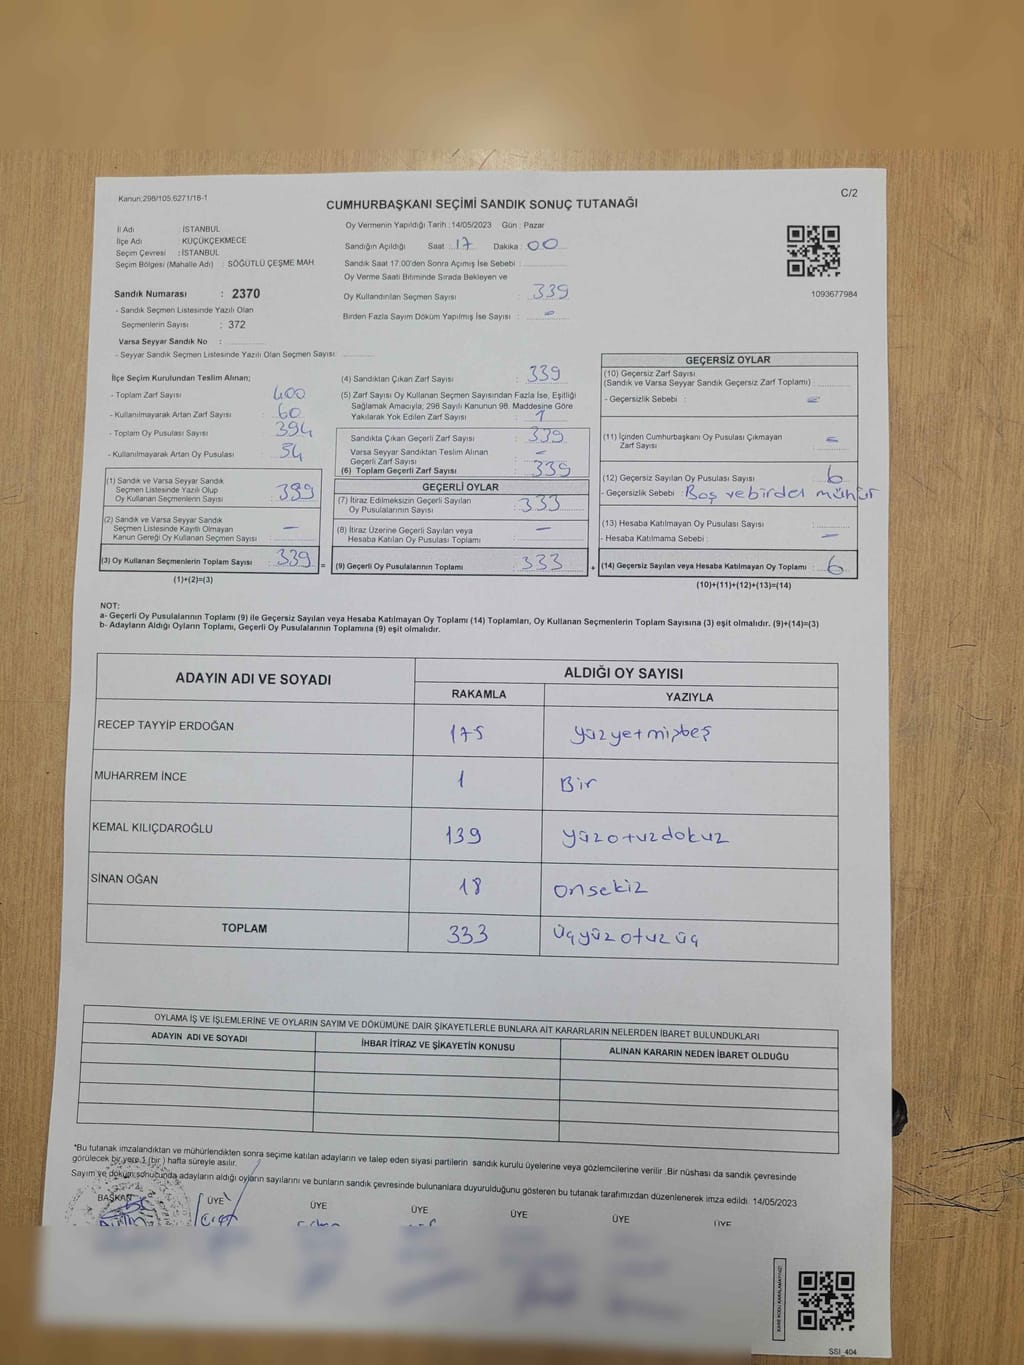 Kanun;298/105,6271/18-1
C/2
CUMHURBAŞKANI SEÇİMİ SANDIK SONUÇ TUTANAĞI
İl Adı : İSTANBUL
İlçe Adı : KÜÇÜKÇEKMECE
Seçim Çevresi : İSTANBUL
Seçim Bölgesi (Mahalle Adı) : SÖĞÜTLÜ ÇEŞME MAH.
Sandık Numarası : 2370
- Sandık Seçmen Listesinde Yazılı Olan
Seçmenlerin Sayısı : 372
Varsa Seyyar Sandık No :
- Seyyar Sandık Seçmen Listesinde Yazılı Olan Seçmen Sayısı:
Oy Vermenin Yapıldığı Tarih : 14/05/2023 Gün : Pazar
Sandığın Açıldığı Saat : 17 Dakika : 00
Sandık Saat 17:00'den Sonra Açımış İse Sebebi :
Oy Verme Saati Bitiminde Sırada Bekleyen ve
Oy Kullandırılan Seçmen Sayısı : 339
Birden Fazla Sayım Döküm Yapılmış İse Sayısı : -
1093677984
İlçe Seçim Kurulundan Teslim Alınan;
- Toplam Zarf Sayısı : 400
- Kullanılmayarak Artan Zarf Sayısı : 60
- Toplam Oy Pusulası Sayısı : 394
- Kullanılmayarak Artan Oy Pusulası : 54
(1) Sandık ve Varsa Seyyar Sandık
Seçmen Listesinde Yazılı Olup
Oy Kullanan Seçmenlerin Sayısı : 339
(2) Sandık ve Varsa Seyyar Sandık
Seçmen Listesinde Kayıtlı Olmayan
Kanun Gereği Oy Kullanan Seçmen Sayısı : -
(3) Oy Kullanan Seçmenlerin Toplam Sayısı : 339
(1)+(2)=(3)
(4) Sandıktan Çıkan Zarf Sayısı : 339
(5) Zarf Sayısı Oy Kullanan Seçmen Sayısından Fazla İse, Eşitliği
Sağlamak Amacıyla; 298 Sayılı Kanunun 98. Maddesine Göre
Yakılarak Yok Edilen Zarf Sayısı : 1
Sandıkta Çıkan Geçerli Zarf Sayısı : 339
Varsa Seyyar Sandıktan Teslim Alınan
Geçerli Zarf Sayısı : -
(6) Toplam Geçerli Zarf Sayısı : 339
GEÇERLİ OYLAR
(7) İtiraz Edilmeksizin Geçerli Sayılan
Oy Pusulalarının Sayısı : 333
(8) İtiraz Üzerine Geçerli Sayılan veya
Hesaba Katılan Oy Pusulası Toplamı : -
= (9) Geçerli Oy Pusulalarının Toplamı : 333
GEÇERSİZ OYLAR
(10) Geçersiz Zarf Sayısı
(Sandık ve Varsa Seyyar Sandık Geçersiz Zarf Toplamı) :
- Geçersizlik Sebebi : =
(11) İçinden Cumhurbaşkanı Oy Pusulası Çıkmayan
Zarf Sayısı : =
(12) Geçersiz Sayılan Oy Pusulası Sayısı : 6
- Geçersizlik Sebebi : Boş ve birden mühür
(13) Hesaba Katılmayan Oy Pusulası Sayısı :
- Hesaba Katılmama Sebebi : -
+ (14) Geçersiz Sayılan veya Hesaba Katılmayan Oy Toplamı : 6
(10)+(11)+(12)+(13)=(14)
NOT:
a- Geçerli Oy Pusulalarının Toplamı (9) ile Geçersiz Sayılan veya Hesaba Katılmayan Oy Toplamı (14) Toplamları, Oy Kullanan Seçmenlerin Toplam Sayısına (3) eşit olmalıdır. (9)+(14)=(3)
b- Adayların Aldığı Oyların Toplamı, Geçerli Oy Pusulalarının Toplamına (9) eşit olmalıdır.
ADAYIN ADI VE SOYADI
ALDIĞI OY SAYISI
RAKAMLA YAZIYLA
RECEP TAYYİP ERDOĞAN 175 yüzyetmişbeş
MUHARREM İNCE 1 Bir
KEMAL KILIÇDAROĞLU 139 yüzotuzdokuz
SİNAN OĞAN 18 onsekiz
TOPLAM 333 Üçyüzotuzüç
OYLAMA İŞ VE İŞLEMLERİNE VE OYLARIN SAYIM VE DÖKÜMÜNE DAİR ŞİKAYETLERLE BUNLARA AİT KARARLARIN NELERDEN İBARET BULUNDUKLARI
ADAYIN ADI VE SOYADI İHBAR İTİRAZ VE ŞİKAYETİN KONUSU ALINAN KARARIN NEDEN İBARET OLDUĞU
*Bu tutanak imzalandıktan ve mühürlendikten sonra seçime katılan adayların ve talep eden siyasi partilerin sandık kurulu üyelerine veya gözlemcilerine verilir .Bir nüshası da sandık çevresinde
görülecek bir yere 1 (bir ) hafta süreyle asılır.
Sayım ve döküm sonucunda adayların aldığı oyların sayılarını ve bunların sandık çevresinde bulunanlara duyurulduğunu gösteren bu tutanak tarafımızdan düzenlenerek imza edildi. 14/05/2023
BAŞKAN ÜYE ÜYE ÜYE ÜYE ÜYE ÜYE
SSI_404